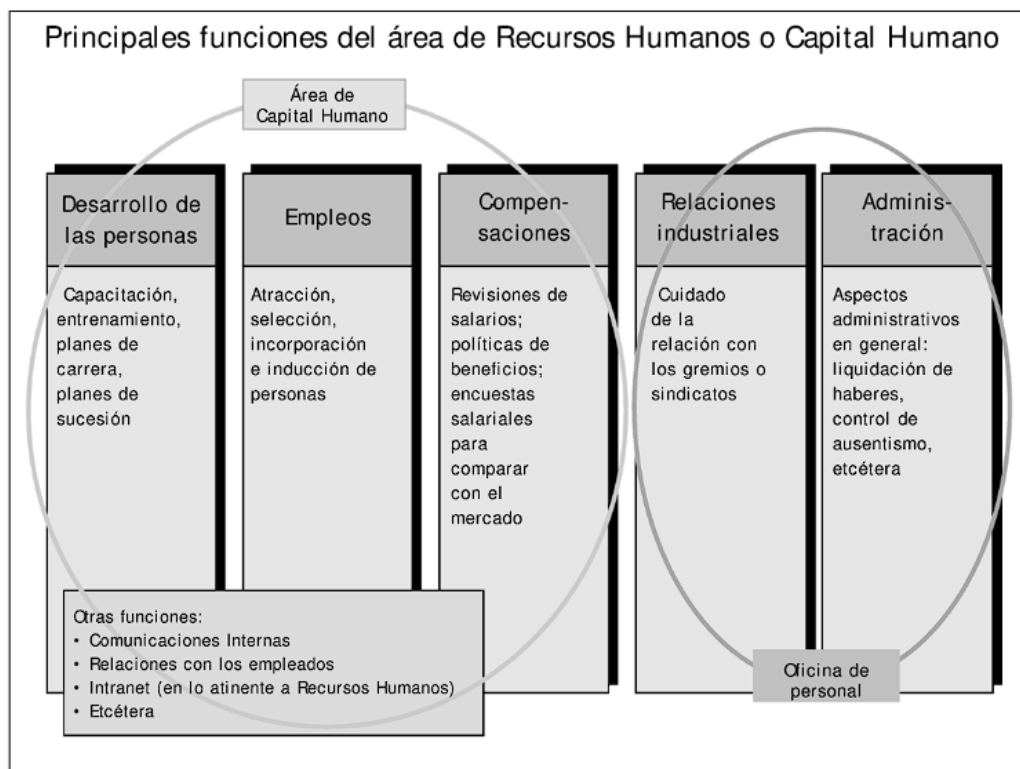 Principales funciones del área de Recursos Humanos o Capital Humano
Área de
Capital Humano
Desarrollo de
las personas
Capacitación,
entrenamiento,
planes de
carrera,
planes de
sucesión
Empleos
Atracción,
selección,
incorporación
e inducción de
personas
Compen-
saciones
Revisiones de
salarios;
políticas de
beneficios;
encuestas
salariales
para
comparar
con el
mercado
Relaciones
industriales
Cuidado
de la
relación con
los gremios o
sindicatos
Adminis-
tración
Aspectos
administrativos
en general:
liquidación de
haberes,
control de
ausentismo,
etcétera
Otras funciones:
• Comunicaciones Internas
• Relaciones con los empleados
• Intranet (en lo atinente a Recursos Humanos)
• Etcétera
Oficina de
personal